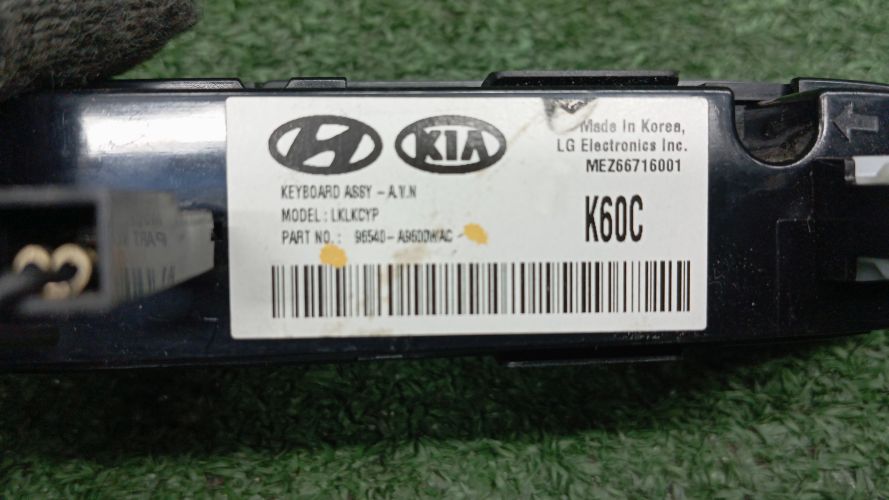 KIA
Made In Korea,
LG Electronics Inc.
MEZ66716001
KEYBOARD ASSY - A.V.N
MODEL : LKLKCYP
PART NO. : 96540-A9600WAC
K60C